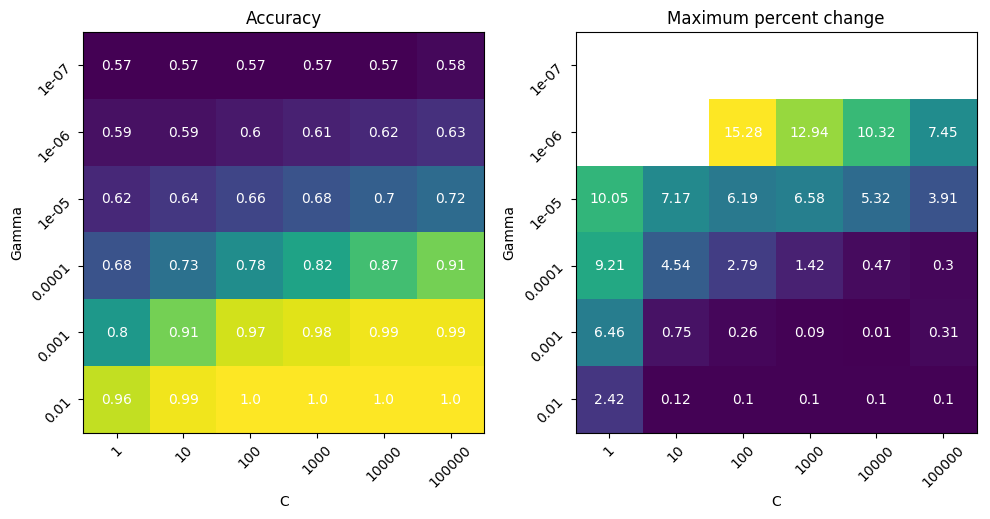 Accuracy
Gamma
1e-07 0.57 0.57 0.57 0.57 0.57 0.58
1e-06 0.59 0.59 0.6 0.61 0.62 0.63
1e-05 0.62 0.64 0.66 0.68 0.7 0.72
0.0001 0.68 0.73 0.78 0.82 0.87 0.91
0.001 0.8 0.91 0.97 0.98 0.99 0.99
0.01 0.96 0.99 1.0 1.0 1.0 1.0
1 10 100 1000 10000 100000
C
Maximum percent change
Gamma
1e-07
1e-06 15.28 12.94 10.32 7.45
1e-05 10.05 7.17 6.19 6.58 5.32 3.91
0.0001 9.21 4.54 2.79 1.42 0.47 0.3
0.001 6.46 0.75 0.26 0.09 0.01 0.31
0.01 2.42 0.12 0.1 0.1 0.1 0.1
1 10 100 1000 10000 100000
C